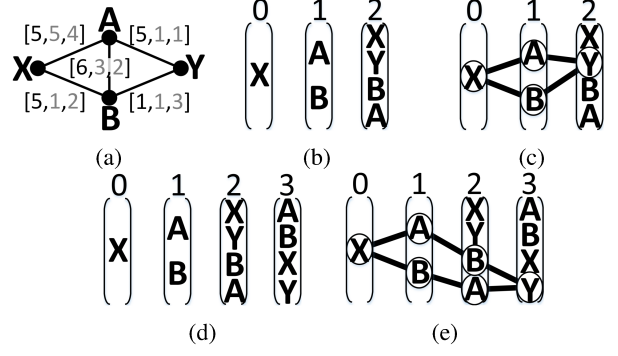 0 1 2 0 1 2
A
[5,5,4] [5,1,1]
X [6,3,2] Y
[5,1,2] [1,1,3]
B
X
A
B
X
Y
B
A
X
A
B
X
Y
B
A
(a) (b) (c)
0 1 2 3 0 1 2 3
X
A
B
X
Y
B
A
A
B
X
Y
X
A
B
X
Y
B
A
A
B
X
Y
(d) (e)